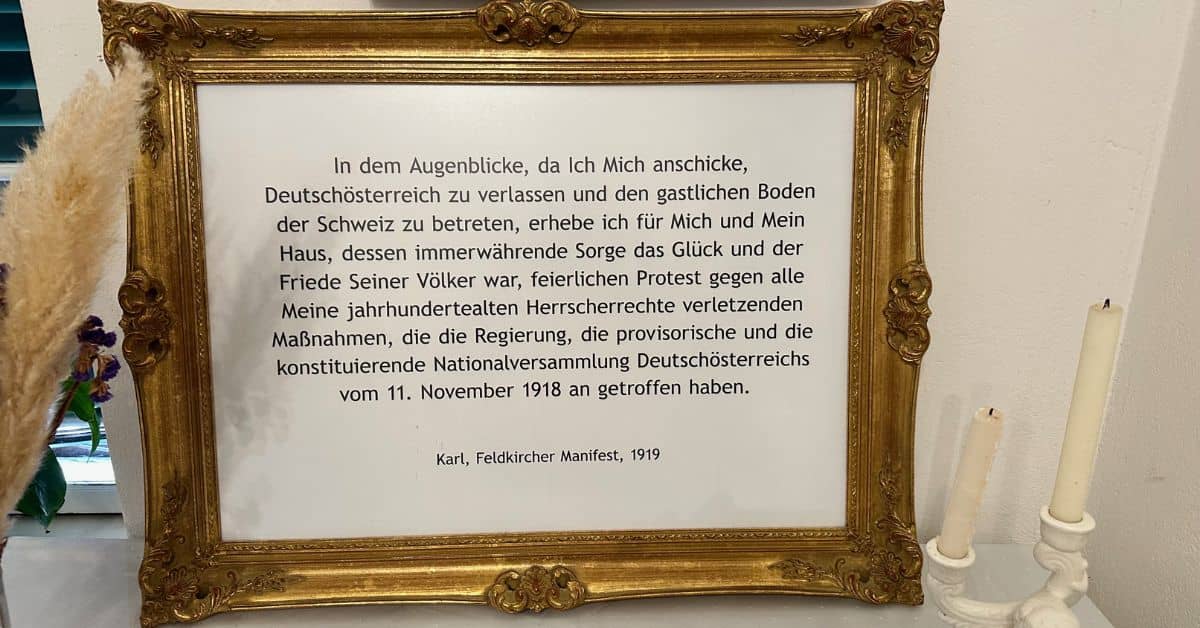 In dem Augenblicke, da Ich Mich anschicke,
Deutschösterreich zu verlassen und den gastlichen Boden
der Schweiz zu betreten, erhebe ich für Mich und Mein
Haus, dessen immerwährende Sorge das Glück und der
Friede Seiner Völker war, feierlichen Protest gegen alle
Meine jahrhundertealten Herrscherrechte verletzenden
Maßnahmen, die die Regierung, die provisorische und die
konstituierende Nationalversammlung Deutschösterreichs
vom 11. November 1918 an getroffen haben.
Karl, Feldkircher Manifest, 1919